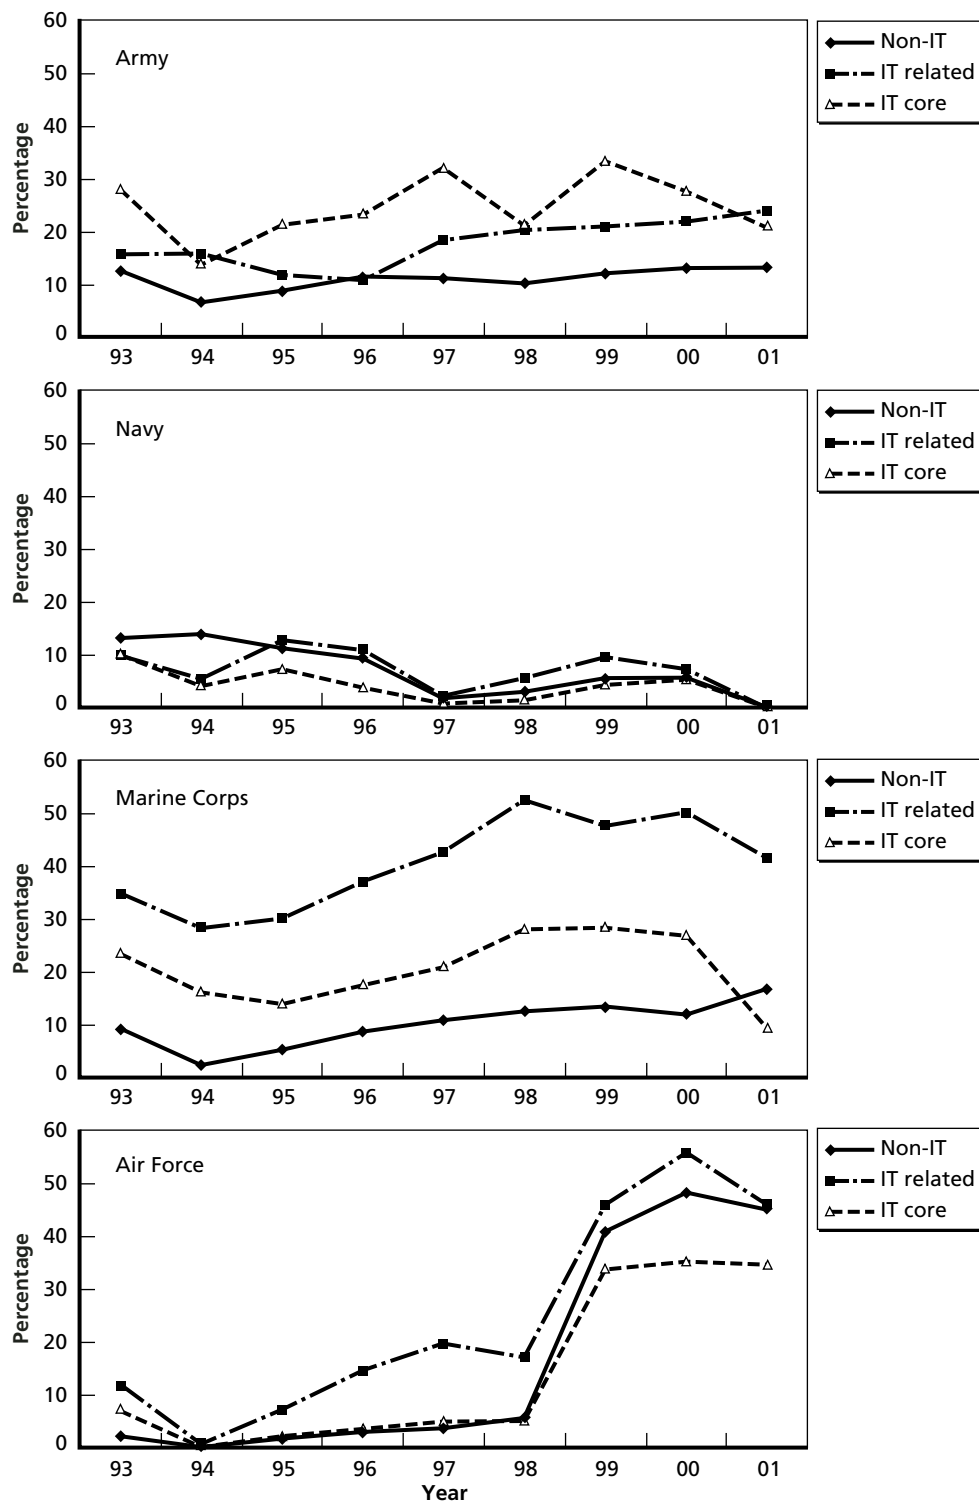 60
50
40
30
20
10
0
Percentage
Army
93 94 95 96 97 98 99 00 01
Non-IT
IT related
IT core
60
50
40
30
20
10
0
Percentage
Navy
93 94 95 96 97 98 99 00 01
Non-IT
IT related
IT core
60
50
40
30
20
10
0
Percentage
Marine Corps
93 94 95 96 97 98 99 00 01
Non-IT
IT related
IT core
60
50
40
30
20
10
0
Percentage
Air Force
93 94 95 96 97 98 99 00 01
Year
Non-IT
IT related
IT core